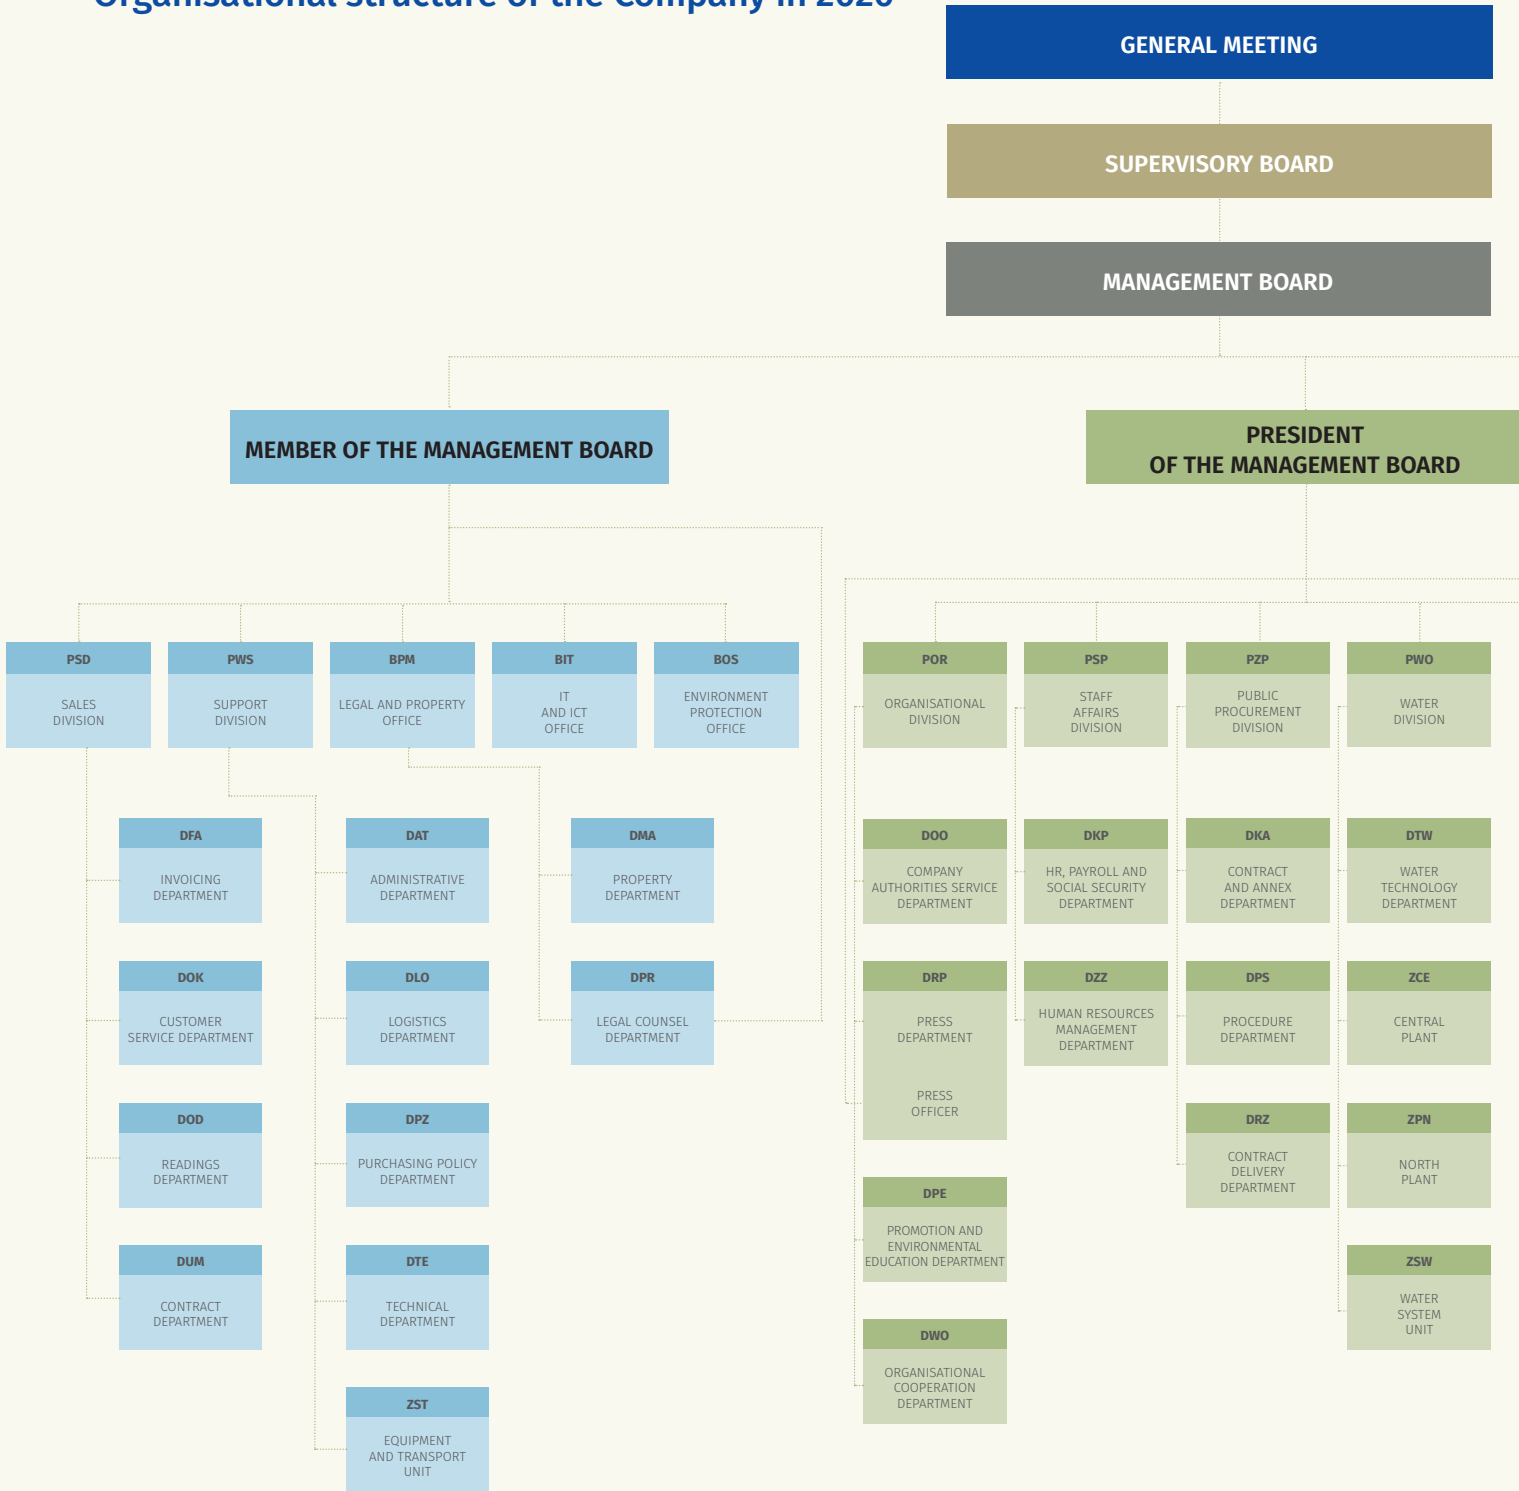 Organisational structure of the Company in 2020
GENERAL MEETING
SUPERVISORY BOARD
MANAGEMENT BOARD
MEMBER OF THE MANAGEMENT BOARD
PRESIDENT
OF THE MANAGEMENT BOARD
PSD
SALES
DIVISION
PWS
SUPPORT
DIVISION
BPM
LEGAL AND PROPERTY
OFFICE
BIT
IT
AND ICT
OFFICE
BOS
ENVIRONMENT
PROTECTION
OFFICE
POR
ORGANISATIONAL
DIVISION
PSP
STAFF
AFFAIRS
DIVISION
PZP
PUBLIC
PROCUREMENT
DIVISION
PWO
WATER
DIVISION
DFA
INVOICING
DEPARTMENT
DAT
ADMINISTRATIVE
DEPARTMENT
DMA
PROPERTY
DEPARTMENT
DOO
COMPANY
AUTHORITIES SERVICE
DEPARTMENT
DKP
HR, PAYROLL AND
SOCIAL SECURITY
DEPARTMENT
DKA
CONTRACT
AND ANNEX
DEPARTMENT
DTW
WATER
TECHNOLOGY
DEPARTMENT
DOK
CUSTOMER
SERVICE DEPARTMENT
DLO
LOGISTICS
DEPARTMENT
DPR
LEGAL COUNSEL
DEPARTMENT
DRP
PRESS
DEPARTMENT
PRESS
OFFICER
DZZ
HUMAN RESOURCES
MANAGEMENT
DEPARTMENT
DPS
PROCEDURE
DEPARTMENT
ZCE
CENTRAL
PLANT
DOD
READINGS
DEPARTMENT
DPZ
PURCHASING POLICY
DEPARTMENT
DRZ
CONTRACT
DELIVERY
DEPARTMENT
ZPN
NORTH
PLANT
DPE
PROMOTION AND
ENVIRONMENTAL
EDUCATION DEPARTMENT
DUM
CONTRACT
DEPARTMENT
DTE
TECHNICAL
DEPARTMENT
ZSW
WATER
SYSTEM
UNIT
DWO
ORGANISATIONAL
COOPERATION
DEPARTMENT
ZST
EQUIPMENT
AND TRANSPORT
UNIT